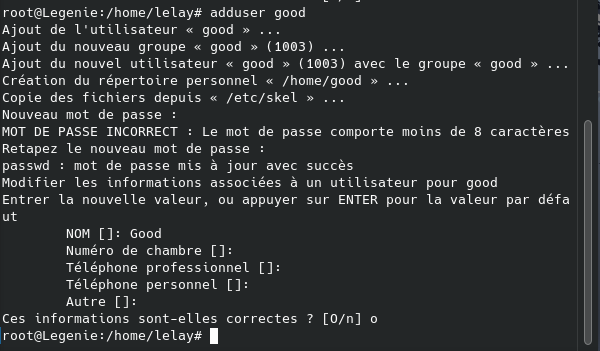 root@Legenie:/home/lelay# adduser good
Ajout de l'utilisateur « good » ...
Ajout du nouveau groupe « good » (1003) ...
Ajout du nouvel utilisateur « good » (1003) avec le groupe « good » ...
Création du répertoire personnel « /home/good » ...
Copie des fichiers depuis « /etc/skel » ...
Nouveau mot de passe :
MOT DE PASSE INCORRECT : Le mot de passe comporte moins de 8 caractères
Retapez le nouveau mot de passe :
passwd : mot de passe mis à jour avec succès
Modifier les informations associées à un utilisateur pour good
Entrer la nouvelle valeur, ou appuyer sur ENTER pour la valeur par défa
ut
NOM []: Good
Numéro de chambre []:
Téléphone professionnel []:
Téléphone personnel []:
Autre []:
Ces informations sont-elles correctes ? [O/n] o
root@Legenie:/home/lelay#